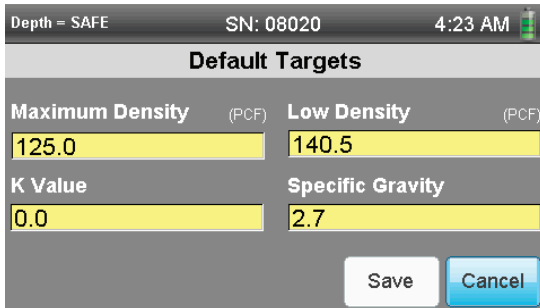 Depth = SAFE SN: 08020 4:23 AM
Default Targets
Maximum Density (PCF) Low Density (PCF)
125.0 140.5
K Value Specific Gravity
0.0 2.7
Save Cancel